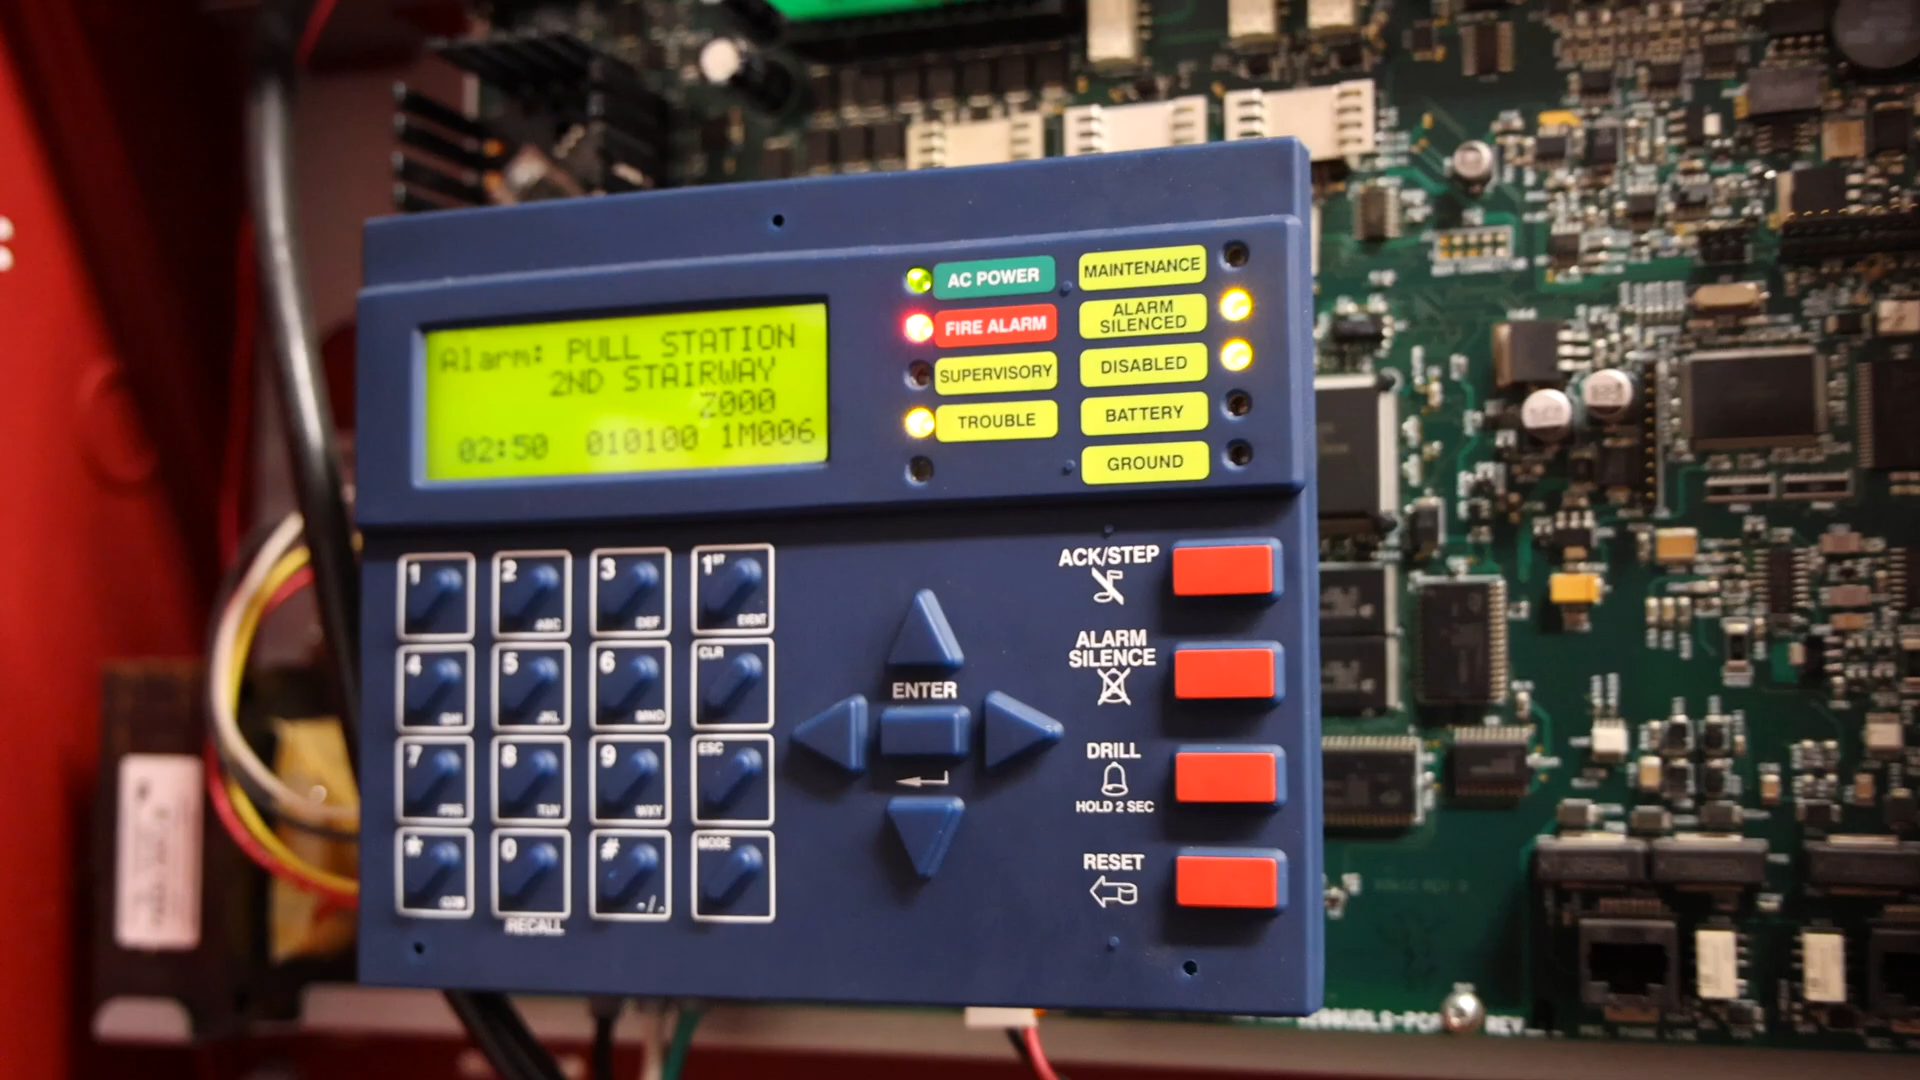 Alarm: PULL STATION
2ND STAIRWAY
Z000
02:50 010100 1M006
AC POWER
FIRE ALARM
SUPERVISORY
TROUBLE
MAINTENANCE
ALARM
SILENCED
DISABLED
BATTERY
GROUND
1
2 ABC
3 DEF
1ST EVENT
4 GHI
5 JKL
6 MNO
CLR
7
8 TUV
9 WXY
ESC
*
0
# -/.
MODE
RECALL
ENTER
ACK/STEP
ALARM
SILENCE
DRILL
HOLD 2 SEC
RESET
REV